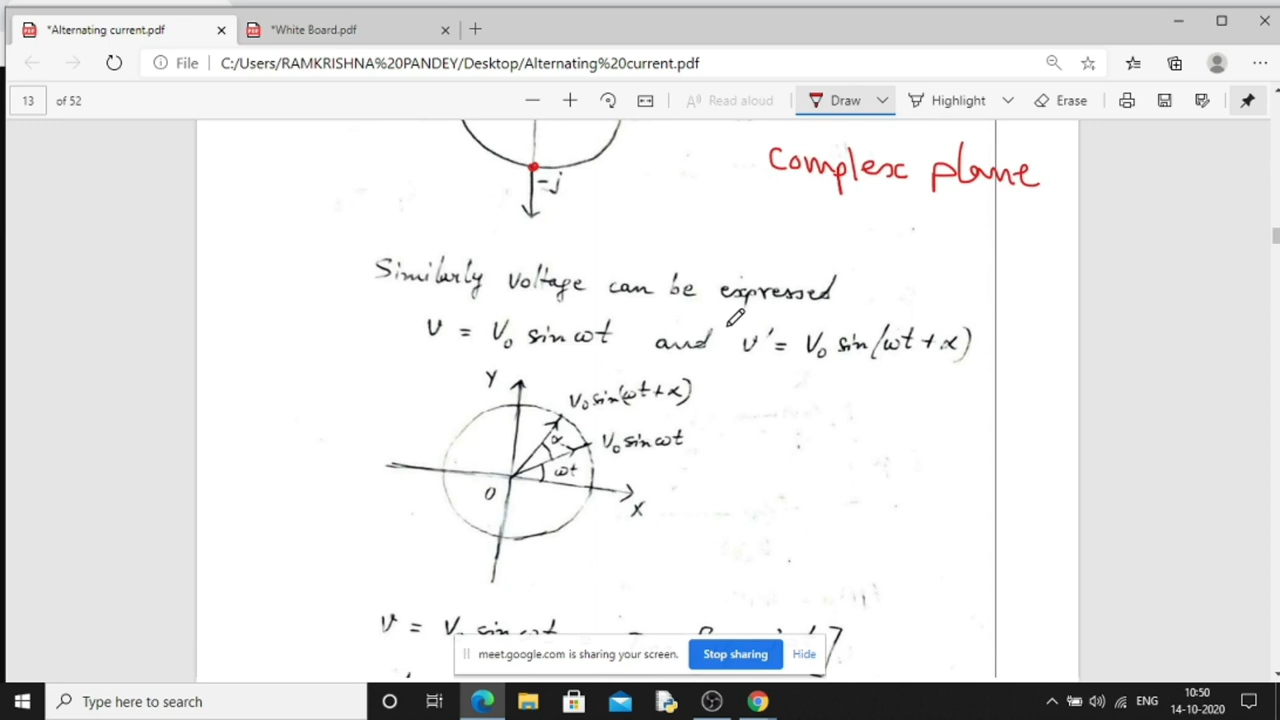 *Alternating current.pdf
*White Board.pdf
File
C:/Users/RAMKRISHNA%20PANDEY/Desktop/Alternating%20current.pdf
13 of 52
Read aloud
Draw
Highlight
Erase
Complex plane
-j
Similarly voltage can be expressed
v = V₀ sin ωt and v' = V₀ sin(ωt + α)
Y
V₀ sin(ωt + α)
α
V₀ sin ωt
ωt
O
X
v = V₀ sin ωt
meet.google.com is sharing your screen.
Stop sharing
Hide
Type here to search
ENG
10:50
14-10-2020